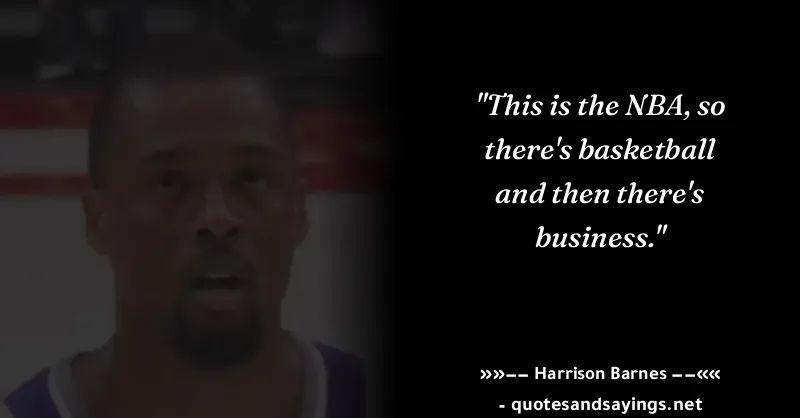 "This is the NBA, so
there's basketball
and then there's
business."
»»−− Harrison Barnes −−««
- quotesandsayings.net